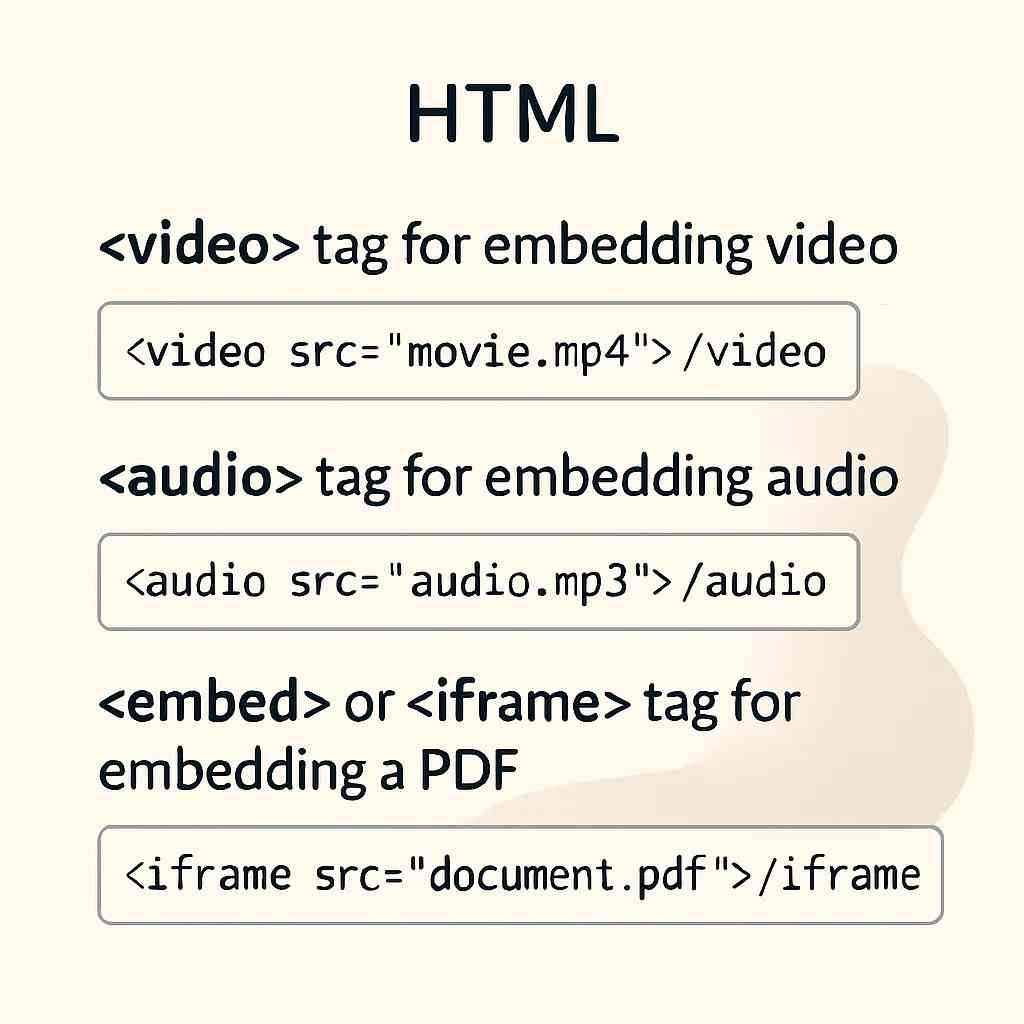 HTML
<video> tag for embedding video
<video src="movie.mp4">/video
<audio> tag for embedding audio
<audio src="audio.mp3">/audio
<embed> or <iframe> tag for
embedding a PDF
<iframe src="document.pdf">/iframe